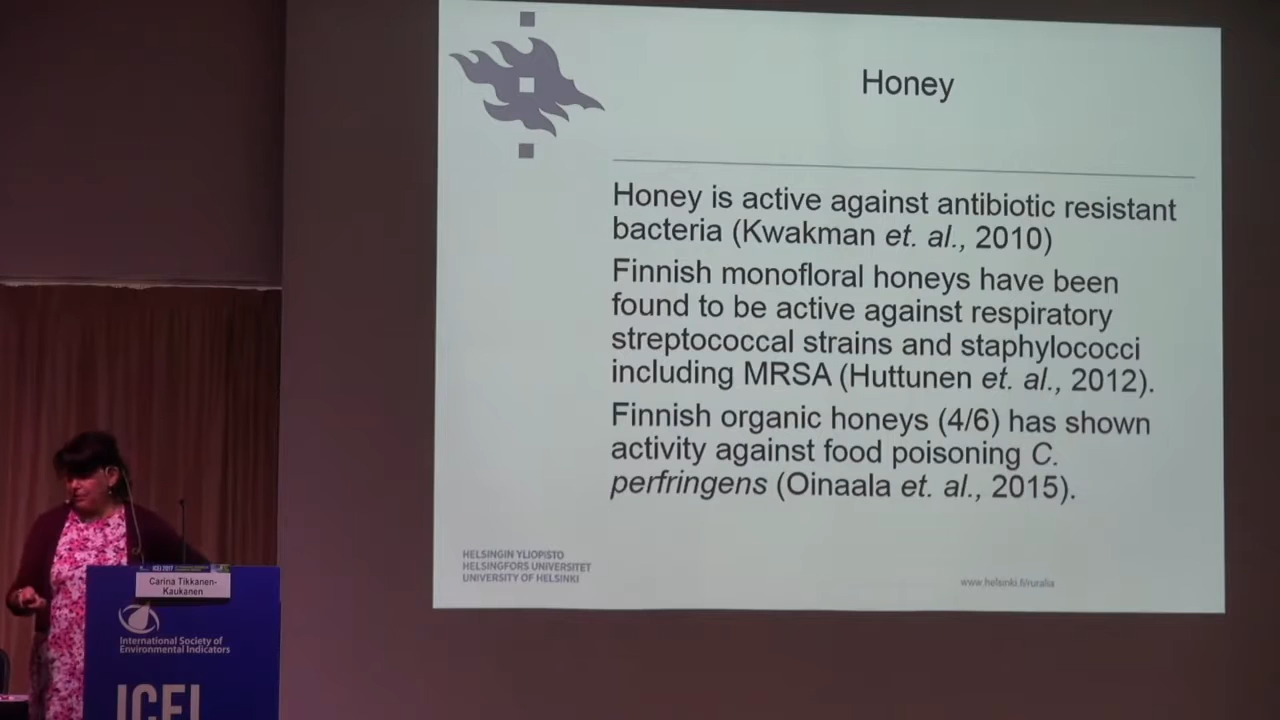 Honey
Honey is active against antibiotic resistant
bacteria (Kwakman et. al., 2010)
Finnish monofloral honeys have been
found to be active against respiratory
streptococcal strains and staphylococci
including MRSA (Huttunen et. al., 2012).
Finnish organic honeys (4/6) has shown
activity against food poisoning C.
perfringens (Oinaala et. al., 2015).
HELSINGIN YLIOPISTO
HELSINGFORS UNIVERSITET
UNIVERSITY OF HELSINKI
www.helsinki.fi/ruralia
ICEI 2017
Carina Tikkanen-
Kaukanen
International Society of
Environmental Indicators
ICEI